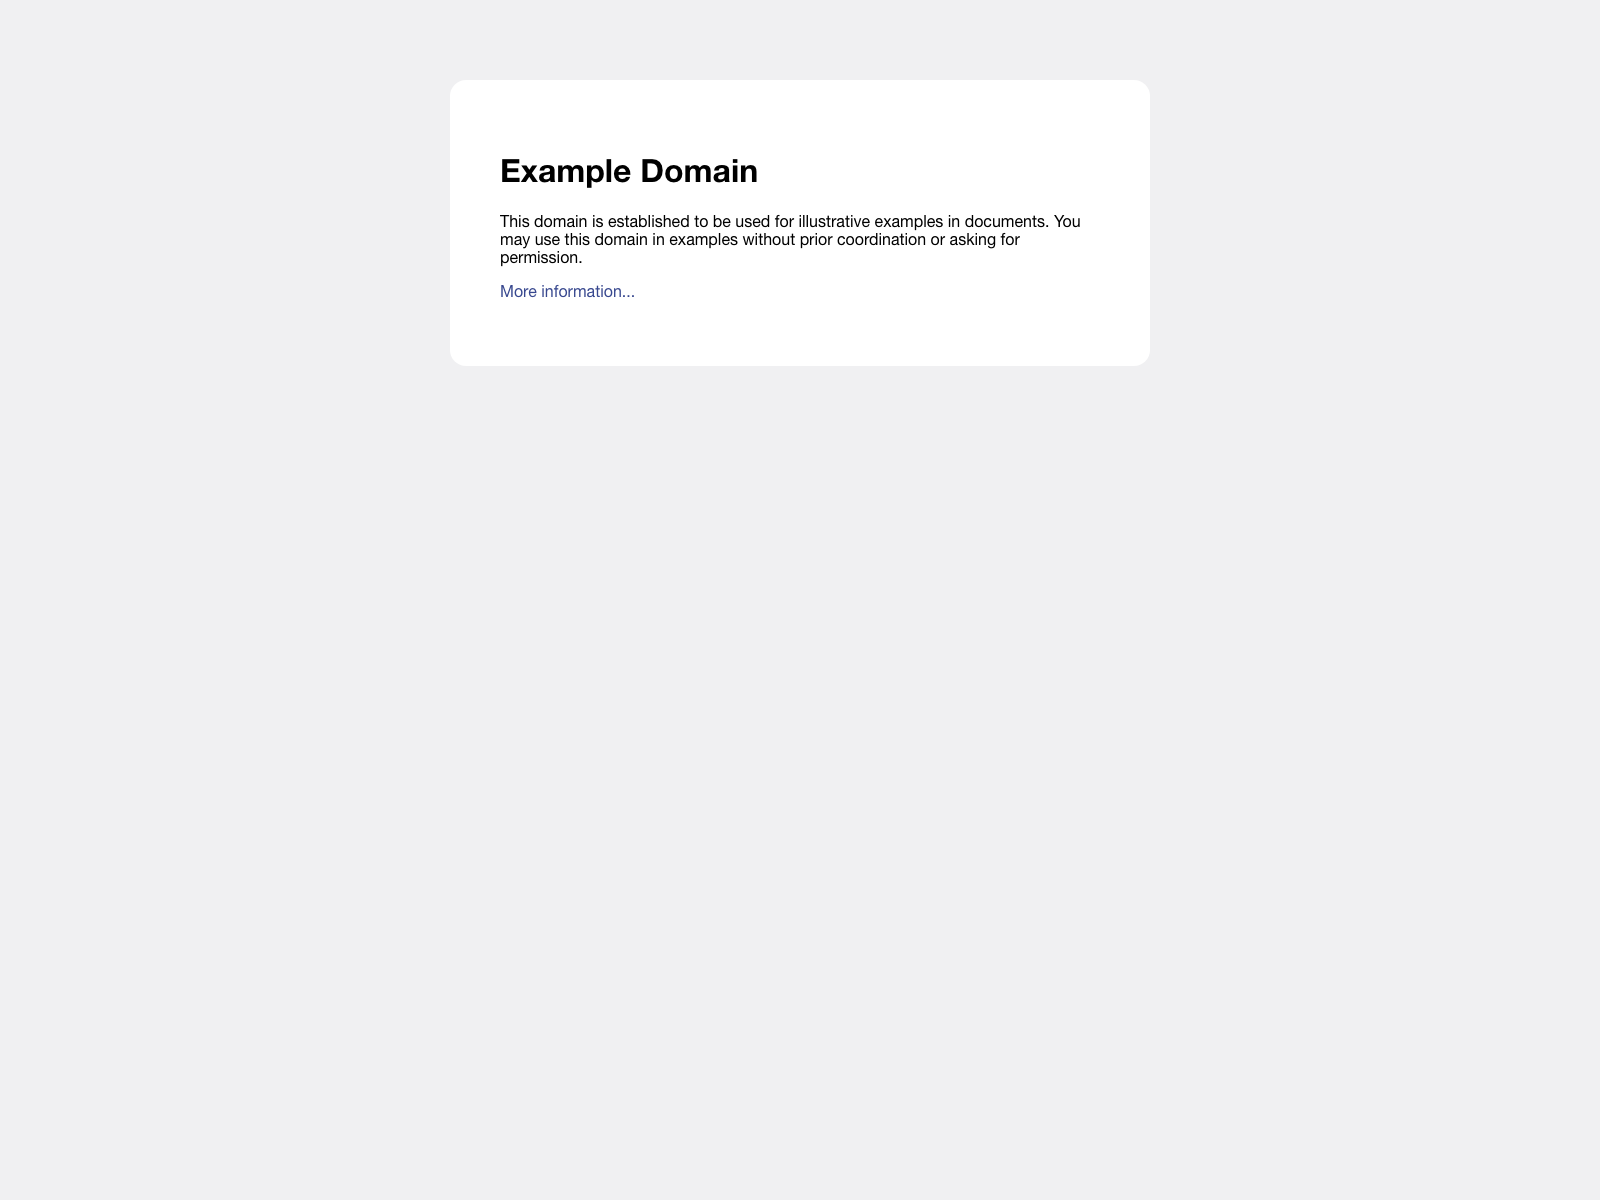 Example Domain
This domain is established to be used for illustrative examples in documents. You
may use this domain in examples without prior coordination or asking for
permission.
More information...